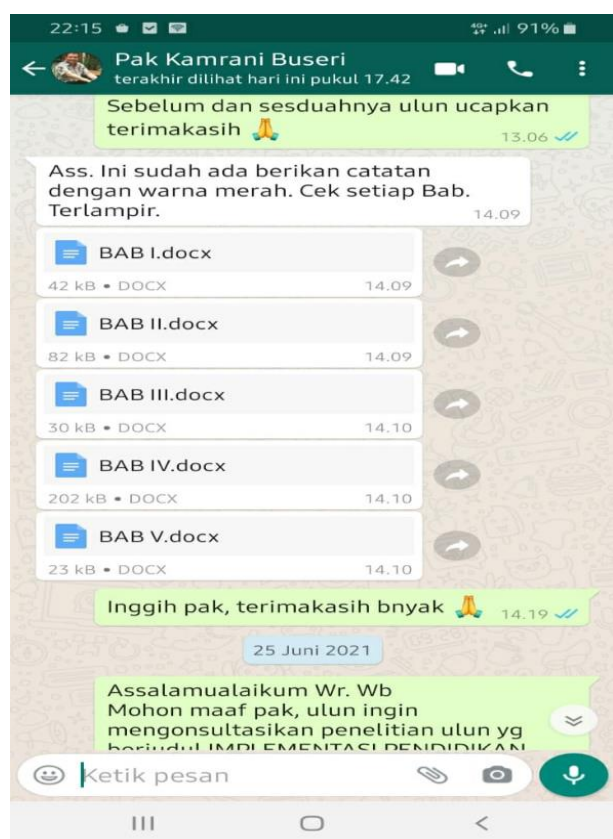 22:15
91%
Pak Kamrani Buseri
terakhir dilihat hari ini pukul 17.42
Sebelum dan sesduahnya ulun ucapkan
terimakasih 🙏
13.06
Ass. Ini sudah ada berikan catatan
dengan warna merah. Cek setiap Bab.
Terlampir.
14.09
BAB I.docx
42 kB • DOCX 14.09
BAB II.docx
82 kB • DOCX 14.09
BAB III.docx
30 kB • DOCX 14.10
BAB IV.docx
202 kB • DOCX 14.10
BAB V.docx
23 kB • DOCX 14.10
Inggih pak, terimakasih bnyak 🙏 14.19
25 Juni 2021
Assalamualaikum Wr. Wb
Mohon maaf pak, ulun ingin
mengonsultasikan penelitian ulun yg
berjudul IMPLEMENTASI PENDIDIKAN
Ketik pesan